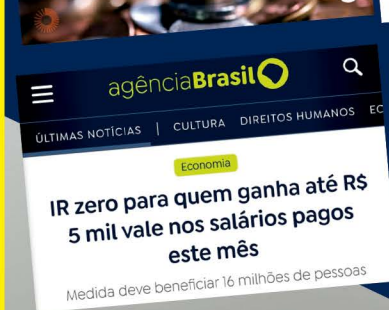 agênciaBrasil
ÚLTIMAS NOTÍCIAS | CULTURA DIREITOS HUMANOS EC
Economia
IR zero para quem ganha até R$
5 mil vale nos salários pagos
este mês
Medida deve beneficiar 16 milhões de pessoas